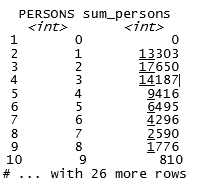 PERSONS sum_persons
<int> <int>
1 0 0
2 1 13303
3 2 17650
4 3 14187
5 4 9416
6 5 6495
7 6 4296
8 7 2590
9 8 1776
10 9 810
# ... with 26 more rows